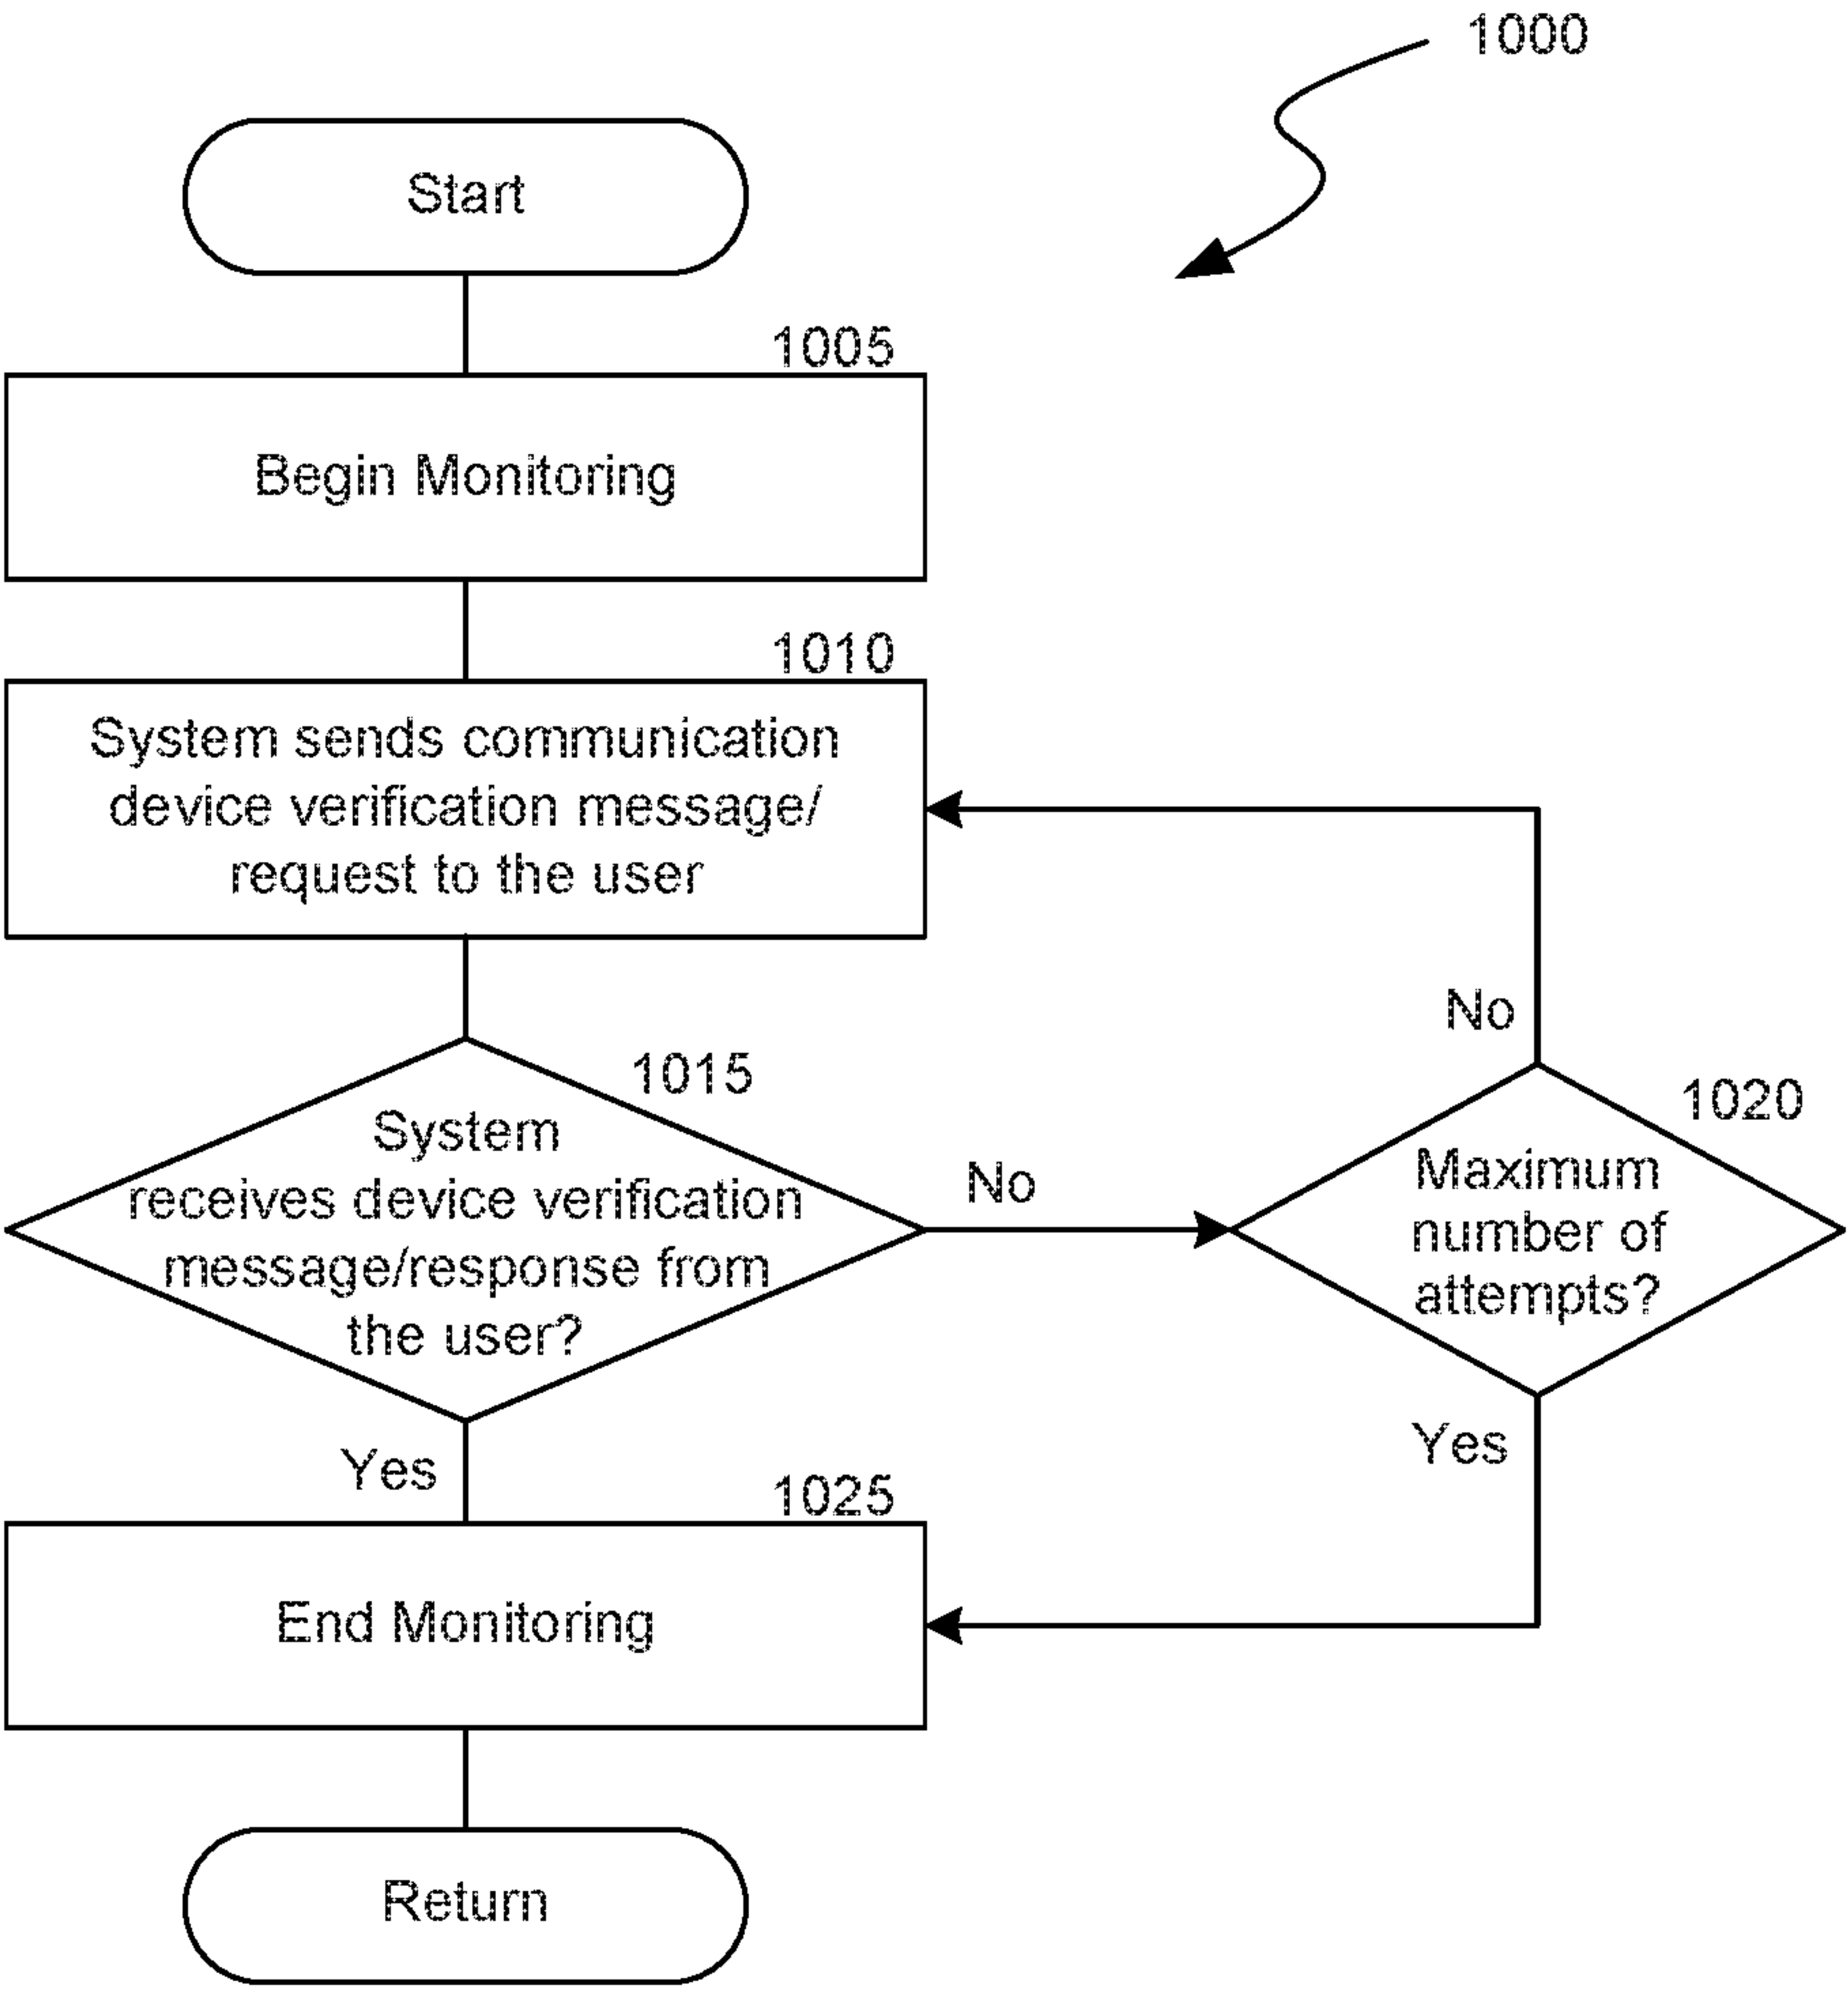 1000
Start
1005
Begin Monitoring
1010
System sends communication
device verification message/
request to the user
No
1015
1020
System
receives device verification
message/response from
the user?
No
Maximum
number of
attempts?
Yes
Yes
1025
End Monitoring
Return